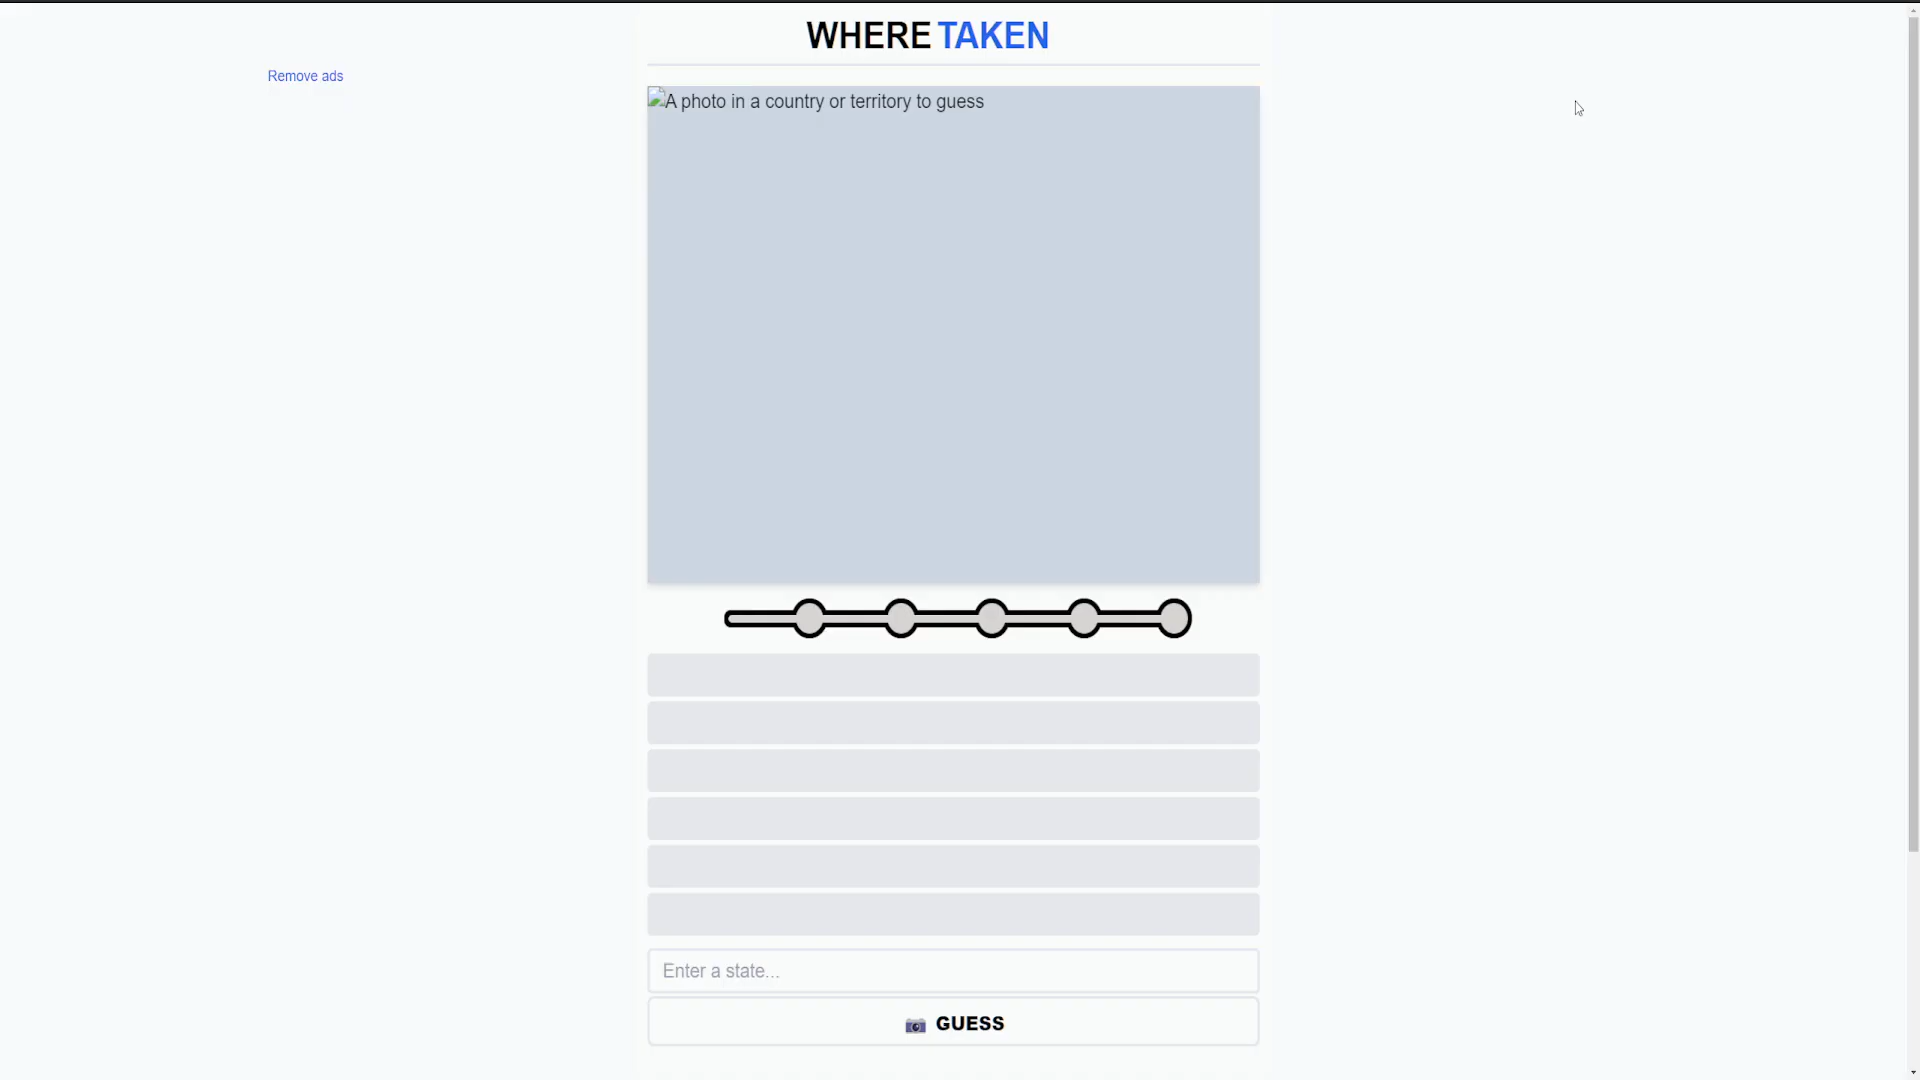 WHERE TAKEN
Remove ads
A photo in a country or territory to guess
Enter a state...
GUESS